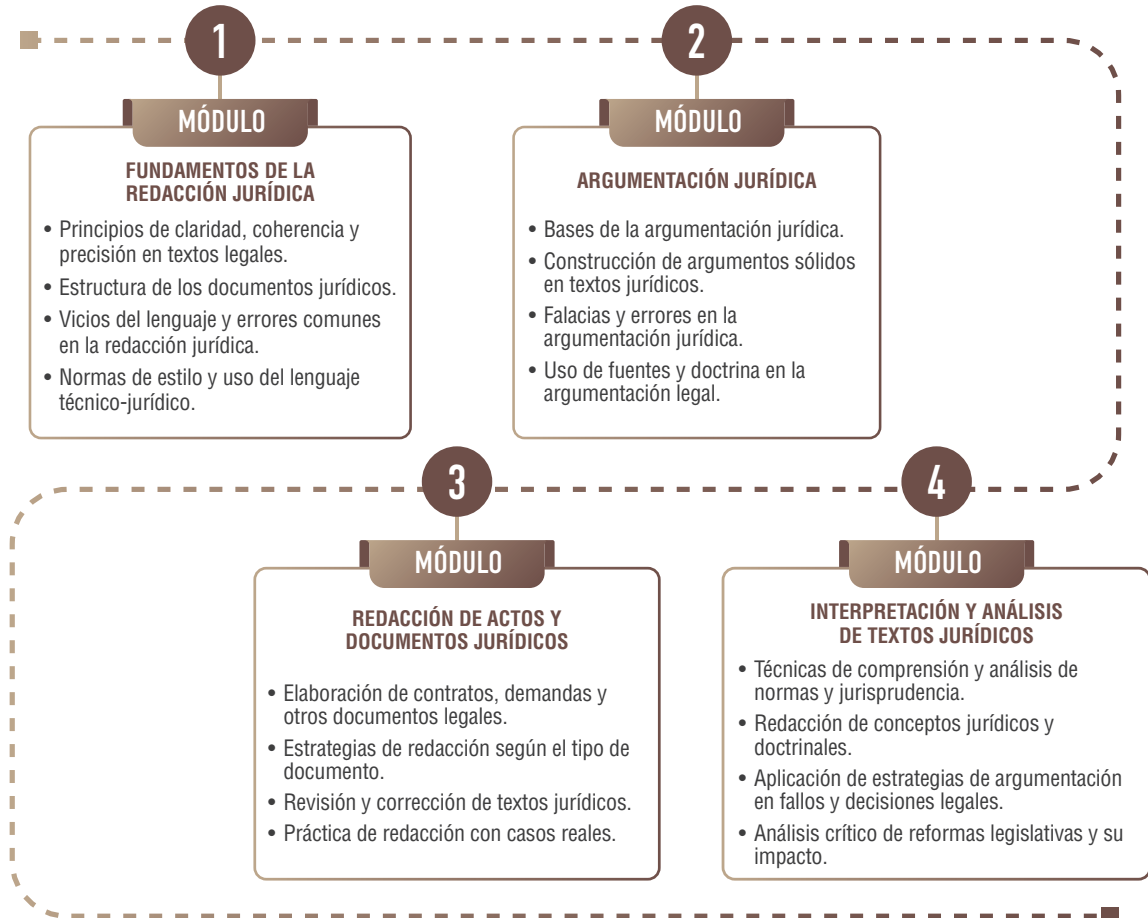 1
MÓDULO
FUNDAMENTOS DE LA
REDACCIÓN JURÍDICA
• Principios de claridad, coherencia y
precisión en textos legales.
• Estructura de los documentos jurídicos.
• Vicios del lenguaje y errores comunes
en la redacción jurídica.
• Normas de estilo y uso del lenguaje
técnico-jurídico.
2
MÓDULO
ARGUMENTACIÓN JURÍDICA
• Bases de la argumentación jurídica.
• Construcción de argumentos sólidos
en textos jurídicos.
• Falacias y errores en la
argumentación jurídica.
• Uso de fuentes y doctrina en la
argumentación legal.
3
MÓDULO
REDACCIÓN DE ACTOS Y
DOCUMENTOS JURÍDICOS
• Elaboración de contratos, demandas y
otros documentos legales.
• Estrategias de redacción según el tipo de
documento.
• Revisión y corrección de textos jurídicos.
• Práctica de redacción con casos reales.
4
MÓDULO
INTERPRETACIÓN Y ANÁLISIS
DE TEXTOS JURÍDICOS
• Técnicas de comprensión y análisis de
normas y jurisprudencia.
• Redacción de conceptos jurídicos y
doctrinales.
• Aplicación de estrategias de argumentación
en fallos y decisiones legales.
• Análisis crítico de reformas legislativas y su
impacto.